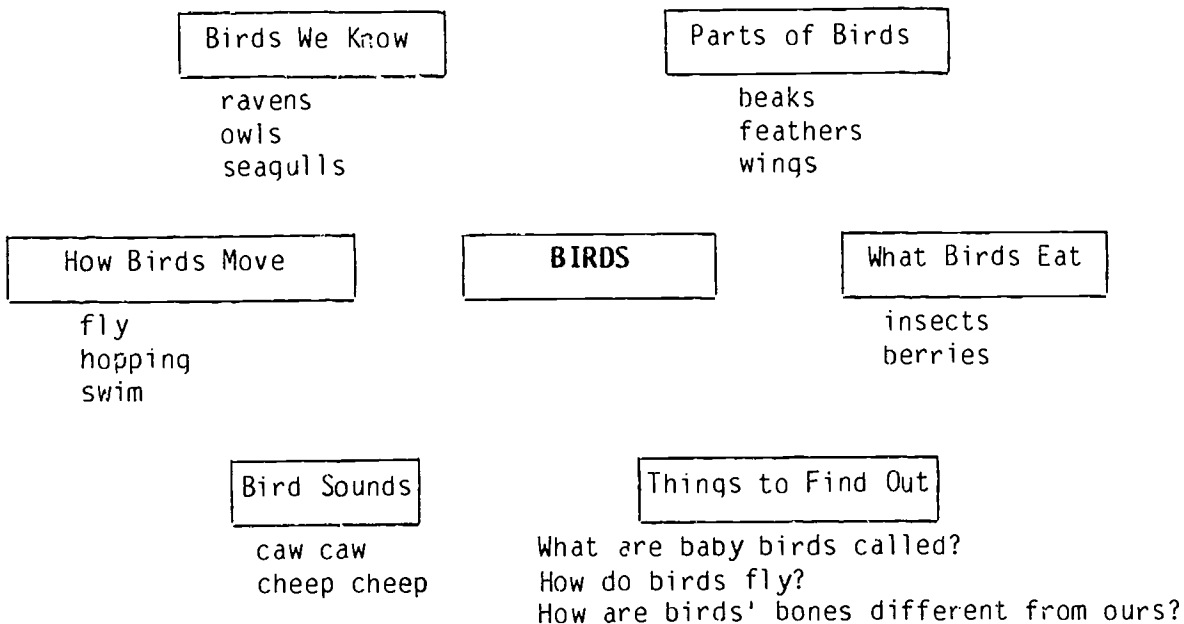 Birds We Know
ravens
owls
seagulls
Parts of Birds
beaks
feathers
wings
How Birds Move
fly
hopping
swim
BIRDS
What Birds Eat
insects
berries
Bird Sounds
caw caw
cheep cheep
Things to Find Out
What are baby birds called?
How do birds fly?
How are birds' bones different from ours?